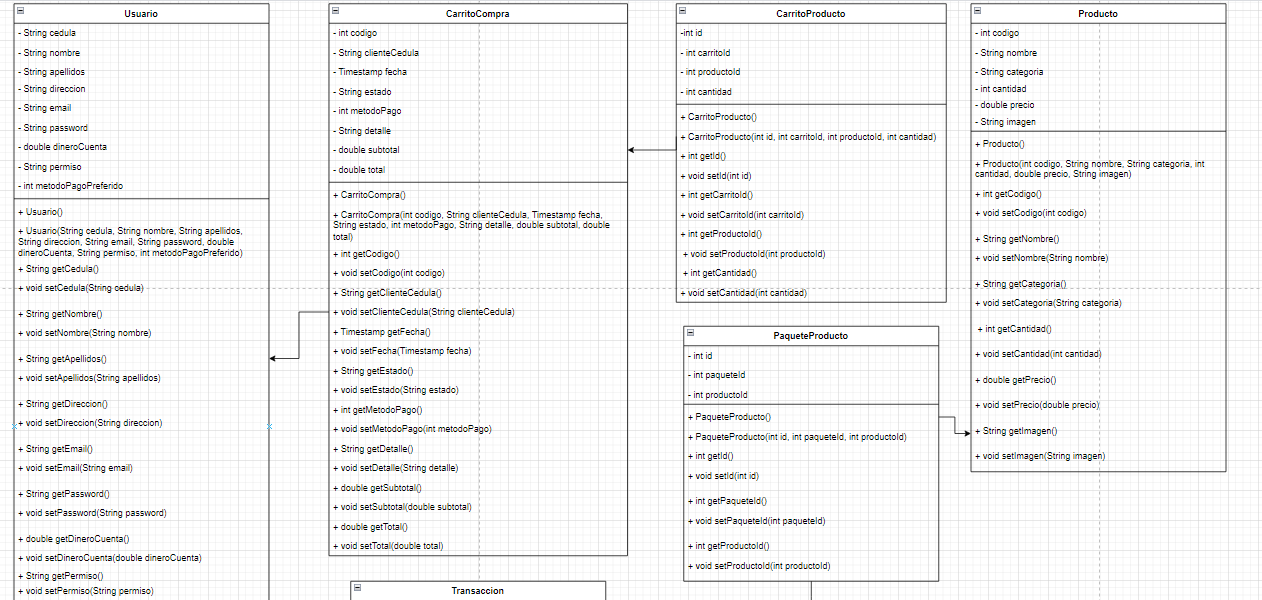 Usuario
- String cedula
- String nombre
- String apellidos
- String direccion
- String email
- String password
- double dineroCuenta
- String permiso
- int metodoPagoPreferido
+ Usuario()
+ Usuario(String cedula, String nombre, String apellidos,
String direccion, String email, String password, double
dineroCuenta, String permiso, int metodoPagoPreferido)
+ String getCedula()
+ void setCedula(String cedula)
+ String getNombre()
+ void setNombre(String nombre)
+ String getApellidos()
+ void setApellidos(String apellidos)
+ String getDireccion()
+ void setDireccion(String direccion)
+ String getEmail()
+ void setEmail(String email)
+ String getPassword()
+ void setPassword(String password)
+ double getDineroCuenta()
+ void setDineroCuenta(double dineroCuenta)
+ String getPermiso()
+ void setPermiso(String permiso)
CarritoCompra
- int codigo
- String clienteCedula
- Timestamp fecha
- String estado
- int metodoPago
- String detalle
- double subtotal
- double total
+ CarritoCompra()
+ CarritoCompra(int codigo, String clienteCedula, Timestamp fecha,
String estado, int metodoPago, String detalle, double subtotal, double
total)
+ int getCodigo()
+ void setCodigo(int codigo)
+ String getClienteCedula()
+ void setClienteCedula(String clienteCedula)
+ Timestamp getFecha()
+ void setFecha(Timestamp fecha)
+ String getEstado()
+ void setEstado(String estado)
+ int getMetodoPago()
+ void setMetodoPago(int metodoPago)
+ String getDetalle()
+ void setDetalle(String detalle)
+ double getSubtotal()
+ void setSubtotal(double subtotal)
+ double getTotal()
+ void setTotal(double total)
Transaccion
CarritoProducto
-int id
- int carritoId
- int productoId
- int cantidad
+ CarritoProducto()
+ CarritoProducto(int id, int carritoId, int productoId, int cantidad)
+ int getId()
+ void setId(int id)
+ int getCarritoId()
+ void setCarritoId(int carritoId)
+ int getProductoId()
+ void setProductoId(int productoId)
+ int getCantidad()
+ void setCantidad(int cantidad)
PaqueteProducto
- int id
- int paqueteId
- int productoId
+ PaqueteProducto()
+ PaqueteProducto(int id, int paqueteId, int productoId)
+ int getId()
+ void setId(int id)
+ int getPaqueteId()
+ void setPaqueteId(int paqueteId)
+ int getProductoId()
+ void setProductoId(int productoId)
Producto
- int codigo
- String nombre
- String categoria
- int cantidad
- double precio
- String imagen
+ Producto()
+ Producto(int codigo, String nombre, String categoria, int
cantidad, double precio, String imagen)
+ int getCodigo()
+ void setCodigo(int codigo)
+ String getNombre()
+ void setNombre(String nombre)
+ String getCategoria()
+ void setCategoria(String categoria)
+ int getCantidad()
+ void setCantidad(int cantidad)
+ double getPrecio()
+ void setPrecio(double precio)
+ String getImagen()
+ void setImagen(String imagen)